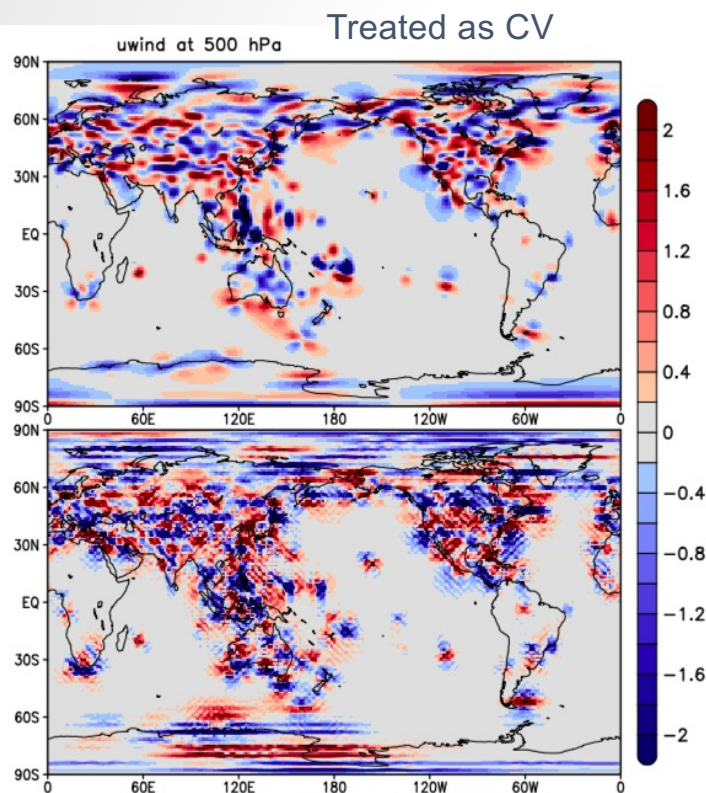 Treated as CV
uwind at 500 hPa
90N
60N
30N
EQ
30S
60S
90S
0 60E 120E 180 120W 60W 0
90N
60N
30N
EQ
30S
60S
90S
0 60E 120E 180 120W 60W 0
2
1.6
1.2
0.8
0.4
0
−0.4
−0.8
−1.2
−1.6
−2